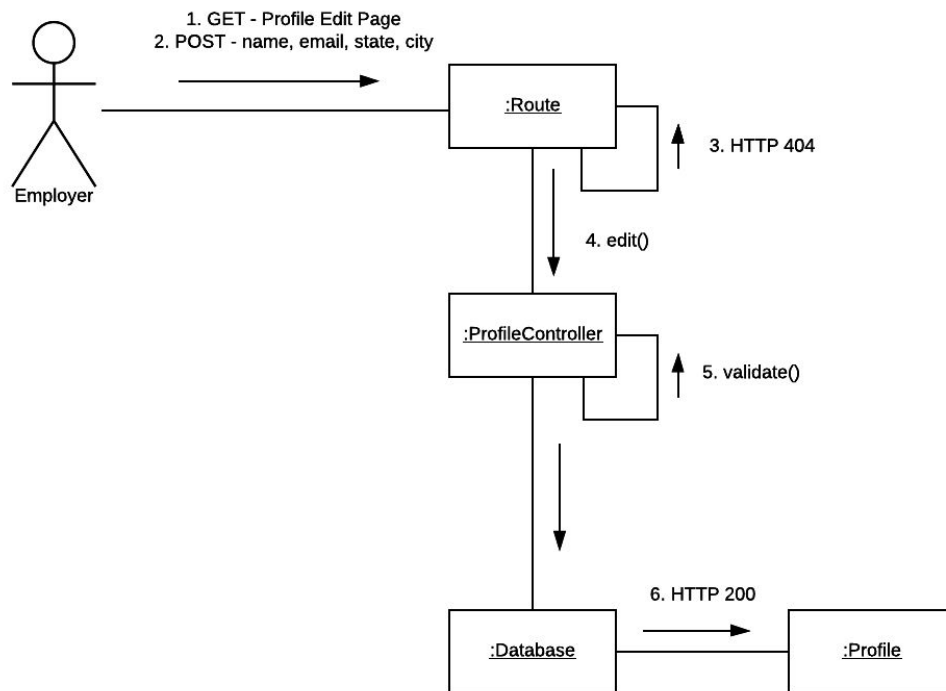 1. GET - Profile Edit Page
2. POST - name, email, state, city
:Route
3. HTTP 404
Employer
4. edit()
:ProfileController
5. validate()
6. HTTP 200
:Database
:Profile